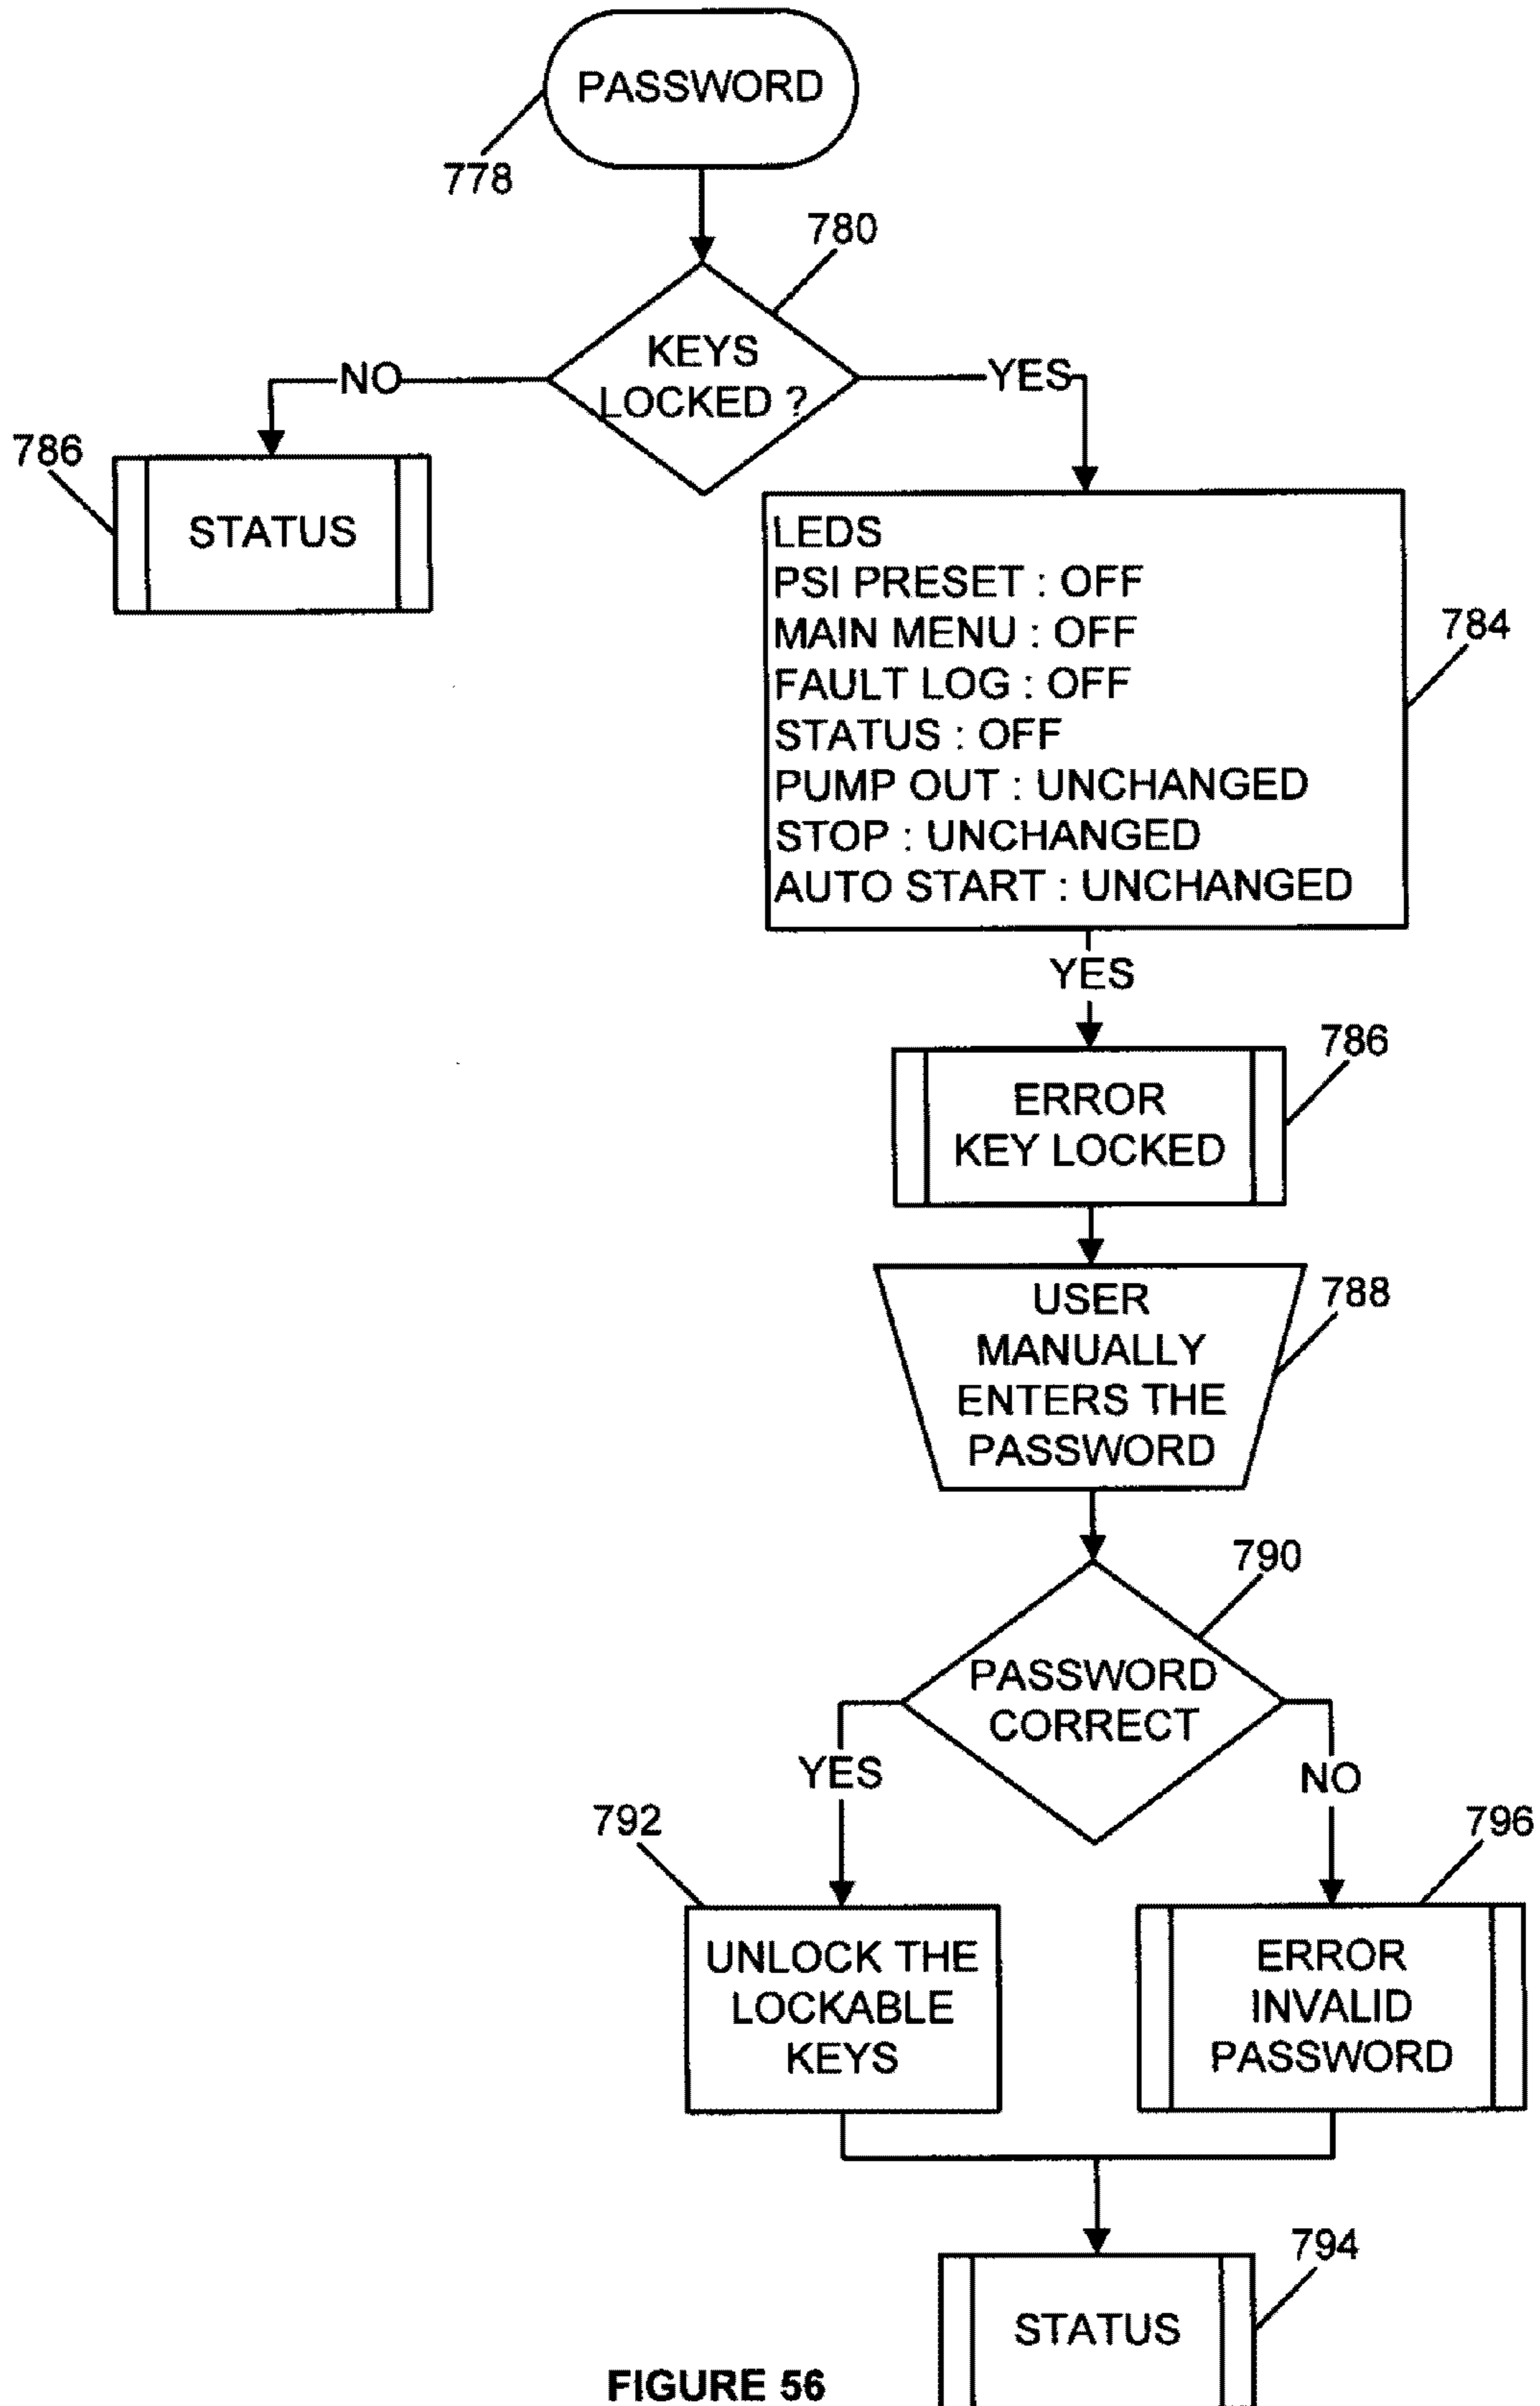 PASSWORD
778
780
KEYS
LOCKED ?
NO
YES
786
STATUS
LEDS
PSI PRESET : OFF
MAIN MENU : OFF
FAULT LOG : OFF
STATUS : OFF
PUMP OUT : UNCHANGED
STOP : UNCHANGED
AUTO START : UNCHANGED
784
YES
786
ERROR
KEY LOCKED
USER
MANUALLY
ENTERS THE
PASSWORD
788
790
PASSWORD
CORRECT
YES
NO
792
796
UNLOCK THE
LOCKABLE
KEYS
ERROR
INVALID
PASSWORD
794
STATUS
FIGURE 56